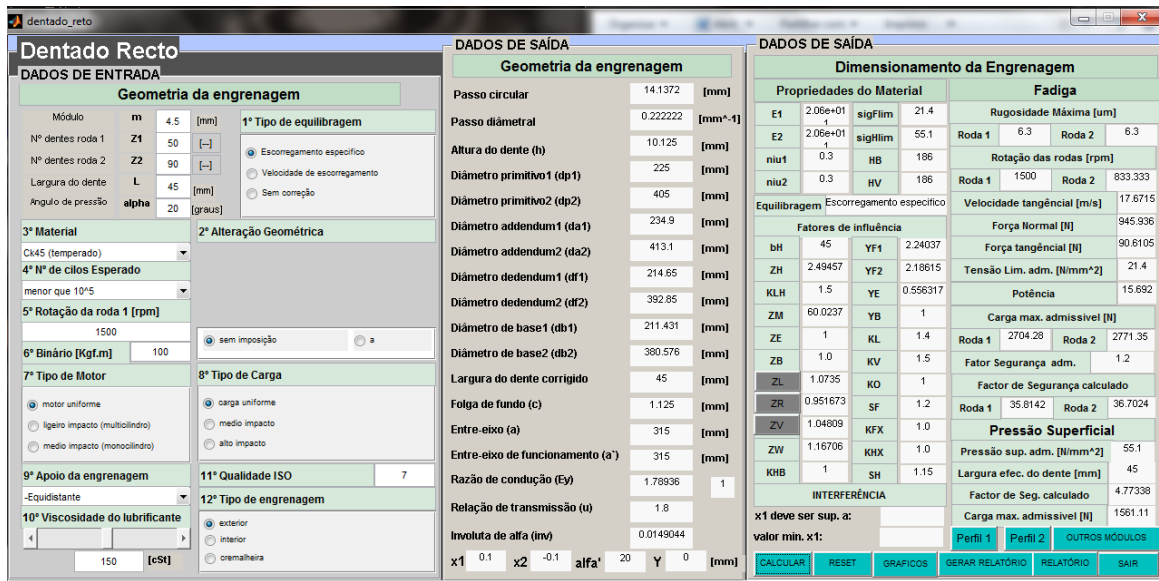 dentado_reto
Dentado Recto
DADOS DE ENTRADA
Geometria da engrenagem
Módulo m 4.5 [mm]
Nº dentes roda 1 Z1 50 [--]
Nº dentes roda 2 Z2 90 [--]
Largura do dente L 45 [mm]
Angulo de pressão alpha 20 [graus]
1º Tipo de equilibragem
Escorregamento especifico
Velocidade de escorregamento
Sem correção
3º Material
Ck45 (temperado)
2º Alteração Geométrica
4º Nº de cilos Esperado
menor que 10^5
5º Rotação da roda 1 [rpm]
1500
sem imposição a
6º Binário [Kgf.m] 100
7º Tipo de Motor
motor uniforme
ligeiro impacto (multicilindro)
medio impacto (monocilindro)
8º Tipo de Carga
carga uniforme
medio impacto
alto impacto
9º Apoio da engrenagem
-Equidistante
11º Qualidade ISO 7
10º Viscosidade do lubrificante
150 [cSt]
12º Tipo de engrenagem
exterior
interior
cremalheira
DADOS DE SAÍDA
Geometria da engrenagem
Passo circular 14.1372 [mm]
Passo diâmetral 0.222222 [mm^-1]
Altura do dente (h) 10.125 [mm]
Diâmetro primitivo1 (dp1) 225 [mm]
Diâmetro primitivo2 (dp2) 405 [mm]
Diâmetro addendum1 (da1) 234.9 [mm]
Diâmetro addendum2 (da2) 413.1 [mm]
Diâmetro dedendum1 (df1) 214.65 [mm]
Diâmetro dedendum2 (df2) 392.85 [mm]
Diâmetro de base1 (db1) 211.431 [mm]
Diâmetro de base2 (db2) 380.576 [mm]
Largura do dente corrigido 45 [mm]
Folga de fundo (c) 1.125 [mm]
Entre-eixo (a) 315 [mm]
Entre-eixo de funcionamento (a`) 315 [mm]
Razão de condução (Ey) 1.78936 1
Relação de transmissão (u) 1.8
Involuta de alfa (inv) 0.0149044
x1 0.1 x2 -0.1 alfa' 20 Y 0 [mm]
DADOS DE SAÍDA
Dimensionamento da Engrenagem
Propriedades do Material
E1 2.06e+01 1 sigFlim 21.4
E2 2.06e+01 1 sigHlim 55.1
niu1 0.3 HB 186
niu2 0.3 HV 186
Equilibragem Escorregamento especifico
Fatores de influência
bH 45 YF1 2.24037
ZH 2.49457 YF2 2.18615
KLH 1.5 YE 0.556317
ZM 60.0237 YB 1
ZE 1 KL 1.4
ZB 1.0 KV 1.5
ZL 1.0735 KO 1
ZR 0.951673 SF 1.2
ZV 1.04809 KFX 1.0
ZW 1.16706 KHX 1.0
KHB 1 SH 1.15
INTERFERÊNCIA
x1 deve ser sup. a:
valor min. x1:
Fadiga
Rugosidade Máxima [um]
Roda 1 6.3 Roda 2 6.3
Rotação das rodas [rpm]
Roda 1 1500 Roda 2 833.333
Velocidade tangêncial [m/s] 17.6715
Força Normal [N] 945.936
Força tangêncial [N] 90.6105
Tensão Lim. adm. [N/mm^2] 21.4
Potência 15.692
Carga max. admissivel [N]
Roda 1 2704.28 Roda 2 2771.35
Fator Segurança adm. 1.2
Factor de Segurança calculado
Roda 1 35.8142 Roda 2 36.7024
Pressão Superficial
Pressão sup. adm. [N/mm^2] 55.1
Largura efec. do dente [mm] 45
Factor de Seg. calculado 4.77338
Carga max. admissivel [N] 1561.11
Perfil 1 Perfil 2 OUTROS MÓDULOS
CALCULAR RESET GRAFICOS GERAR RELATÓRIO RELATÓRIO SAIR